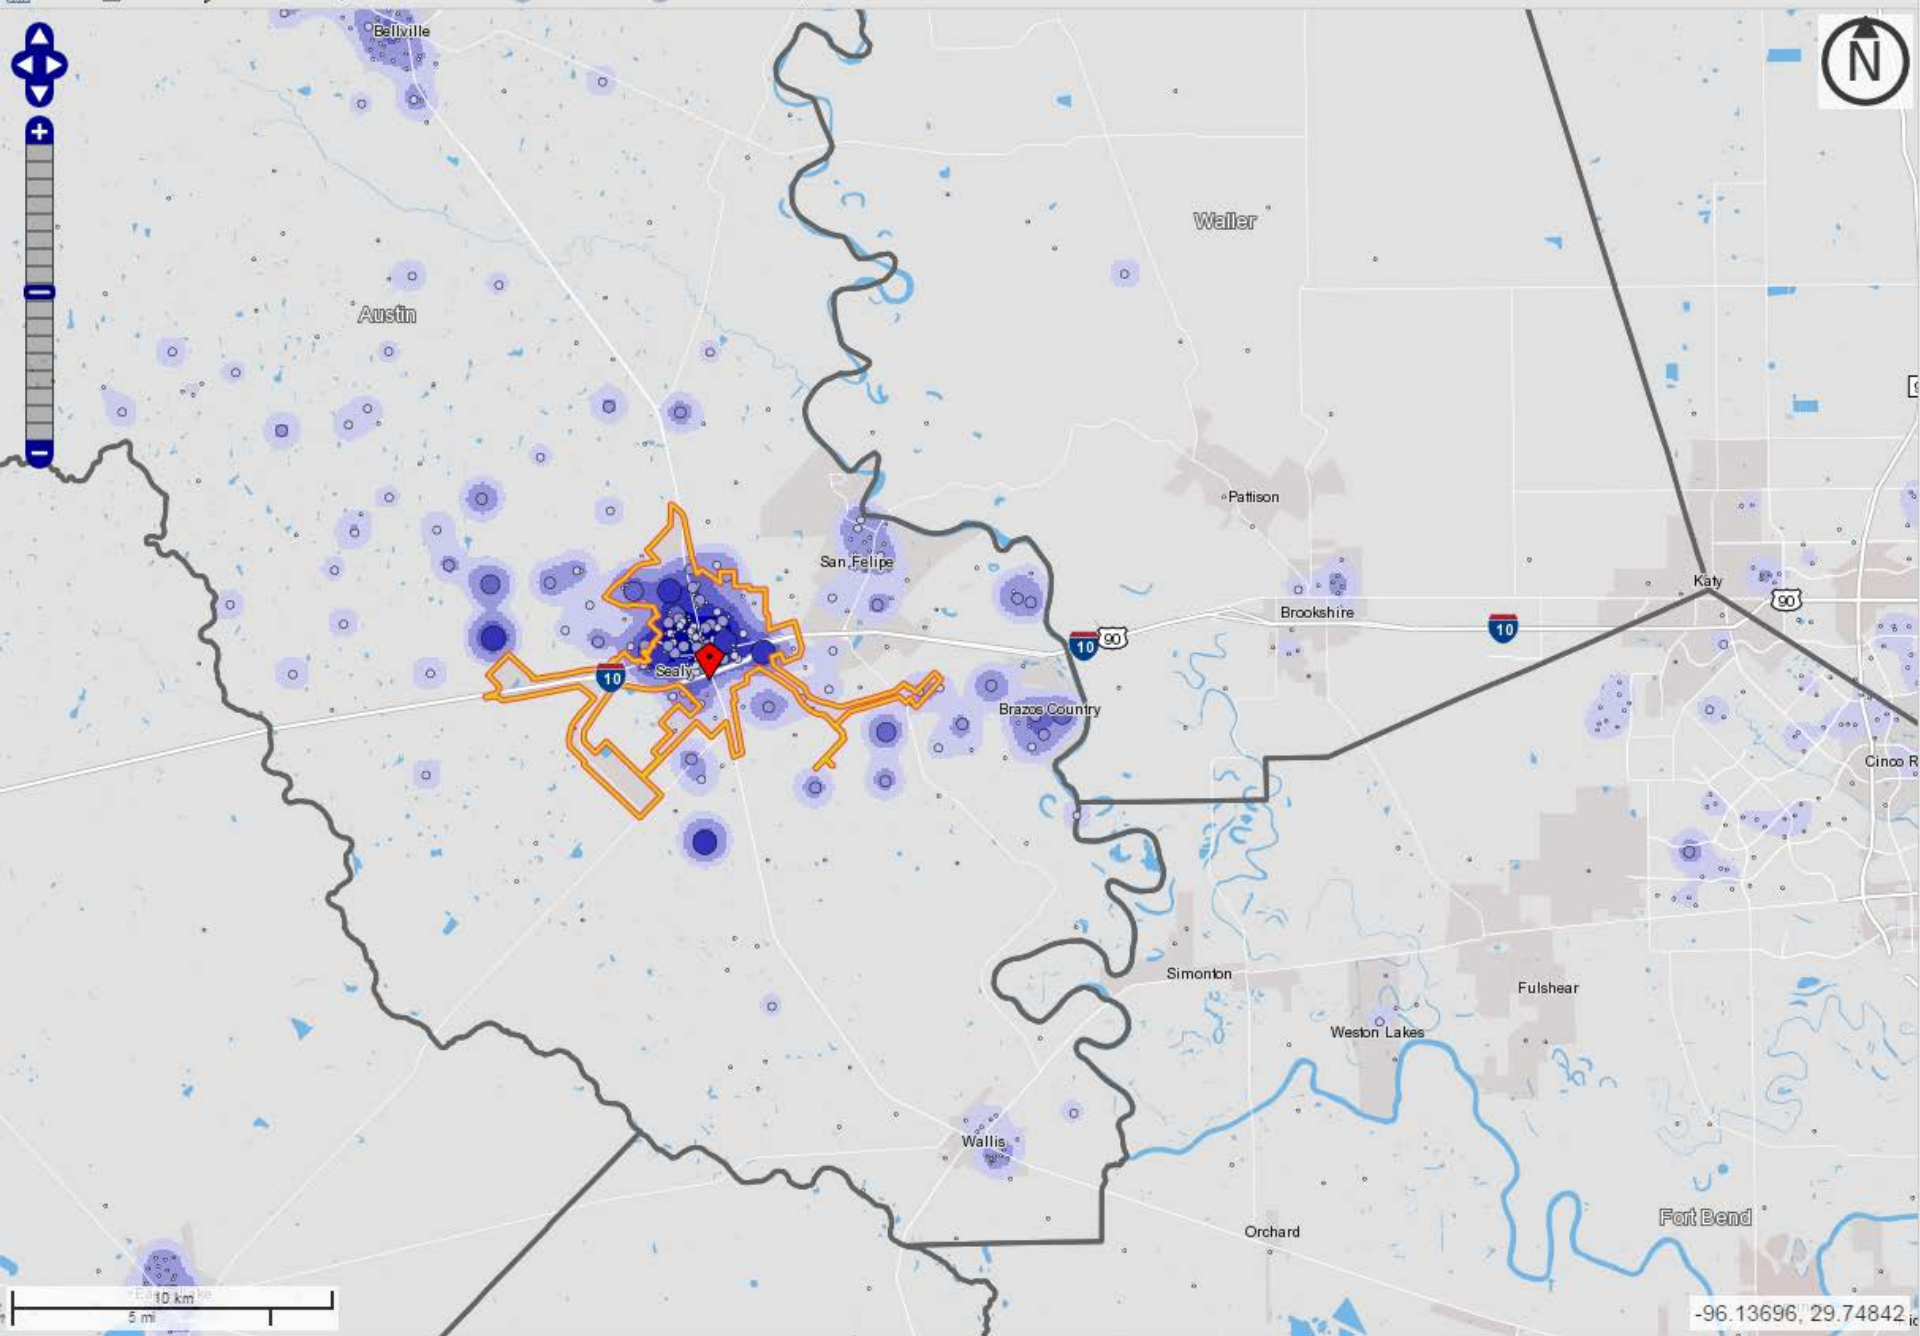 Bellville
N
+
Waller
Austin
Pattison
San Felipe
Katy
90
Brookshire
10
10
90
Sealy
10
Brazos Country
Cinco R
Simonton
Fulshear
Weston Lakes
Wallis
Fort Bend
Orchard
10 km
5 mi
-96.13696, 29.74842